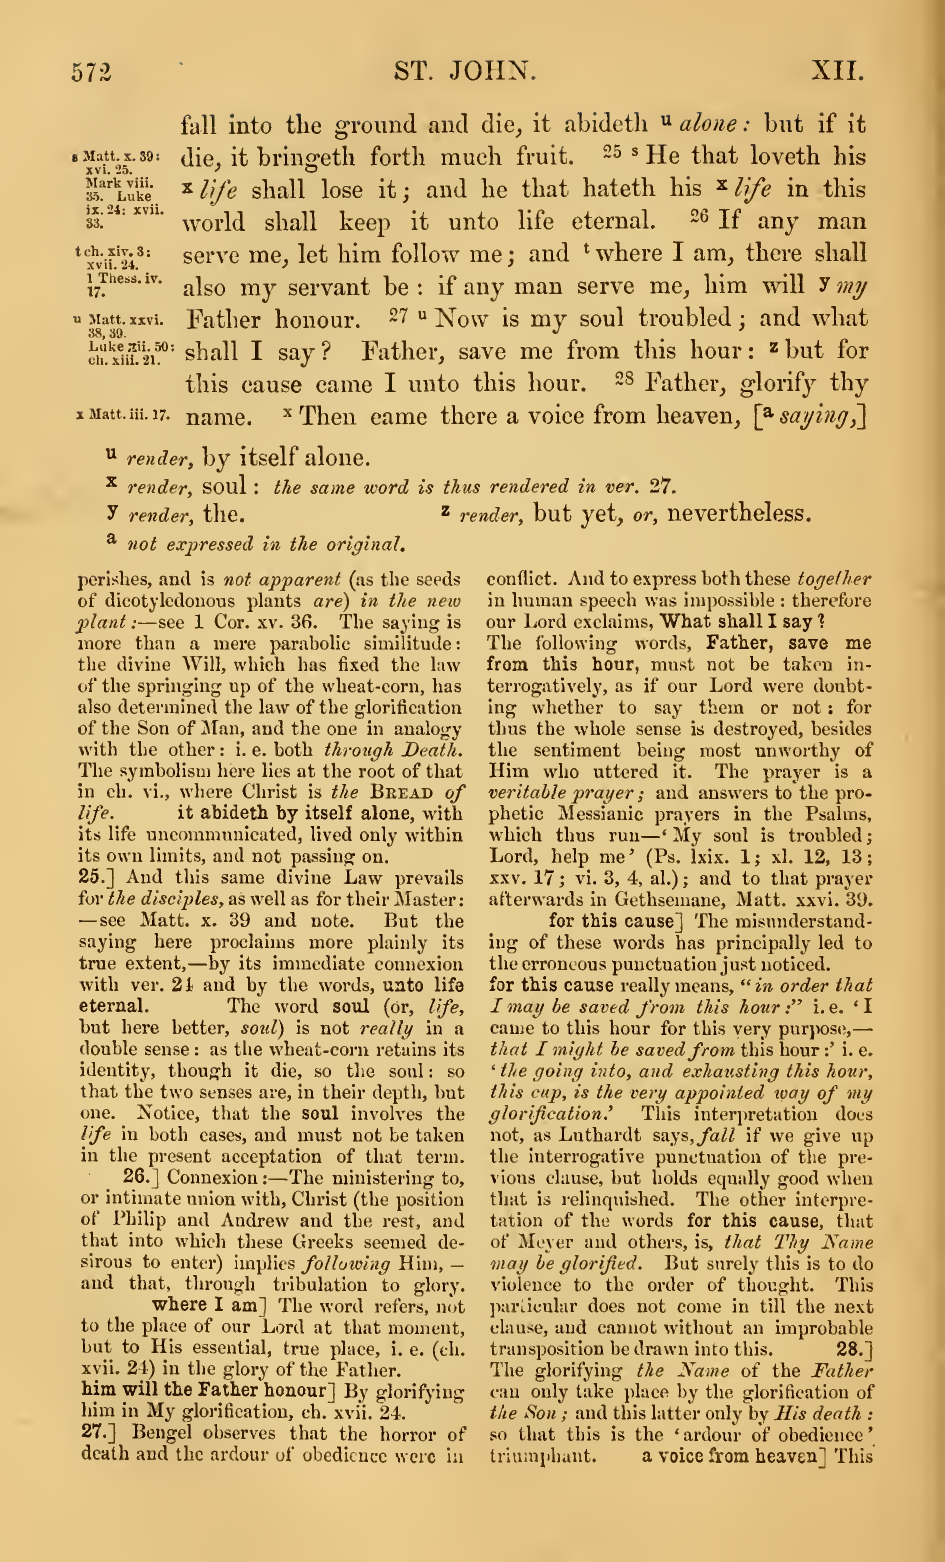 572 ST. JOHN. XII.
fall into the ground and die, it abideth u alone: but if it
die, it bringeth forth much fruit. 25 s He that loveth his
x life shall lose it; and he that hateth his x life in this
world shall keep it unto life eternal. 26 If any man
serve me, let him follow me; and t where I am, there shall
also my servant be: if any man serve me, him will y my
Father honour. 27 u Now is my soul troubled; and what
shall I say? Father, save me from this hour: z but for
this cause came I unto this hour. 28 Father, glorify thy
name. x Then came there a voice from heaven, [a saying,]
s Matt. x. 39:
xvi. 25.
Mark viii.
35. Luke
ix. 24: xvii.
33.
t ch. xiv. 3:
xvii. 24.
1 Thess. iv.
17.
u Matt. xxvi.
38, 39.
Luke xii. 50:
ch. xiii. 21.
x Matt. iii. 17.
u render, by itself alone.
x render, soul: the same word is thus rendered in ver. 27.
y render, the. z render, but yet, or, nevertheless.
a not expressed in the original.
perishes, and is not apparent (as the seeds
of dicotyledonous plants are) in the new
plant:—see 1 Cor. xv. 36. The saying is
more than a mere parabolic similitude:
the divine Will, which has fixed the law
of the springing up of the wheat-corn, has
also determined the law of the glorification
of the Son of Man, and the one in analogy
with the other: i. e. both through Death.
The symbolism here lies at the root of that
in ch. vi., where Christ is the BREAD of
life. it abideth by itself alone, with
its life uncommunicated, lived only within
its own limits, and not passing on.
25.] And this same divine Law prevails
for the disciples, as well as for their Master:
—see Matt. x. 39 and note. But the
saying here proclaims more plainly its
true extent,—by its immediate connexion
with ver. 24 and by the words, unto life
eternal. The word soul (or, life,
but here better, soul) is not really in a
double sense: as the wheat-corn retains its
identity, though it die, so the soul: so
that the two senses are, in their depth, but
one. Notice, that the soul involves the
life in both cases, and must not be taken
in the present acceptation of that term.
26.] Connexion:—The ministering to,
or intimate union with, Christ (the position
of Philip and Andrew and the rest, and
that into which these Greeks seemed de-
sirous to enter) implies following Him,—
and that, through tribulation to glory.
where I am] The word refers, not
to the place of our Lord at that moment,
but to His essential, true place, i. e. (ch.
xvii. 24) in the glory of the Father.
him will the Father honour] By glorifying
him in My glorification, ch. xvii. 24.
27.] Bengel observes that the horror of
death and the ardour of obedience were in
conflict. And to express both these together
in human speech was impossible: therefore
our Lord exclaims, What shall I say?
The following words, Father, save me
from this hour, must not be taken in-
terrogatively, as if our Lord were doubt-
ing whether to say them or not: for
thus the whole sense is destroyed, besides
the sentiment being most unworthy of
Him who uttered it. The prayer is a
veritable prayer; and answers to the pro-
phetic Messianic prayers in the Psalms,
which thus run—‘My soul is troubled;
Lord, help me’ (Ps. lxix. 1; xl. 12, 13;
xxv. 17; vi. 3, 4, al.); and to that prayer
afterwards in Gethsemane, Matt. xxvi. 39.
for this cause] The misunderstand-
ing of these words has principally led to
the erroneous punctuation just noticed.
for this cause really means, “in order that
I may be saved from this hour:” i. e. ‘I
came to this hour for this very purpose,—
that I might be saved from this hour:’ i. e.
‘the going into, and exhausting this hour,
this cup, is the very appointed way of my
glorification.’ This interpretation does
not, as Luthardt says, fall if we give up
the interrogative punctuation of the pre-
vious clause, but holds equally good when
that is relinquished. The other interpre-
tation of the words for this cause, that
of Meyer and others, is, that Thy Name
may be glorified. But surely this is to do
violence to the order of thought. This
particular does not come in till the next
clause, and cannot without an improbable
transposition be drawn into this. 28.]
The glorifying the Name of the Father
can only take place by the glorification of
the Son; and this latter only by His death:
so that this is the ‘ardour of obedience’
triumphant. a voice from heaven] This